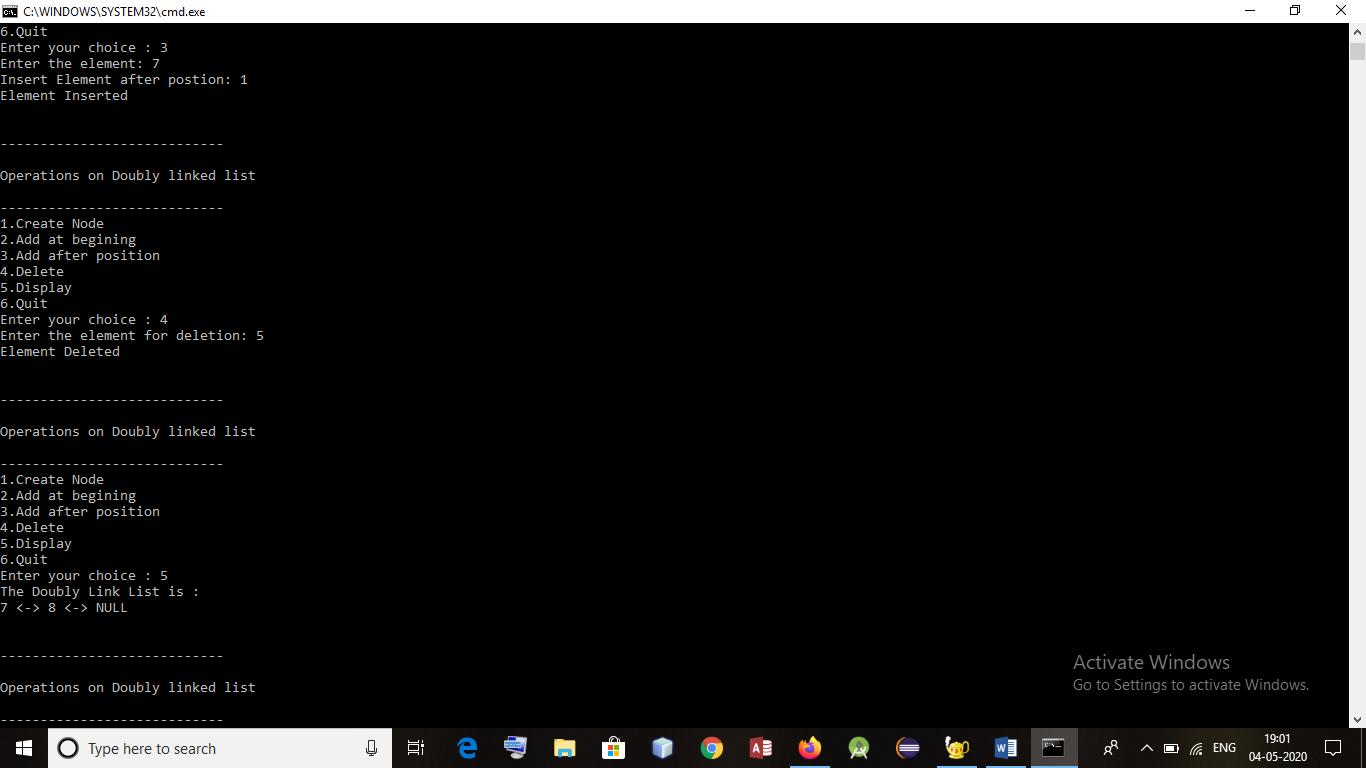 C:\WINDOWS\SYSTEM32\cmd.exe
6.Quit
Enter your choice : 3
Enter the element: 7
Insert Element after postion: 1
Element Inserted
----------------------------
Operations on Doubly linked list
----------------------------
1.Create Node
2.Add at begining
3.Add after position
4.Delete
5.Display
6.Quit
Enter your choice : 4
Enter the element for deletion: 5
Element Deleted
----------------------------
Operations on Doubly linked list
----------------------------
1.Create Node
2.Add at begining
3.Add after position
4.Delete
5.Display
6.Quit
Enter your choice : 5
The Doubly Link List is :
7 <-> 8 <-> NULL
----------------------------
Operations on Doubly linked list
----------------------------
Activate Windows
Go to Settings to activate Windows.
Type here to search
ENG
19:01
04-05-2020